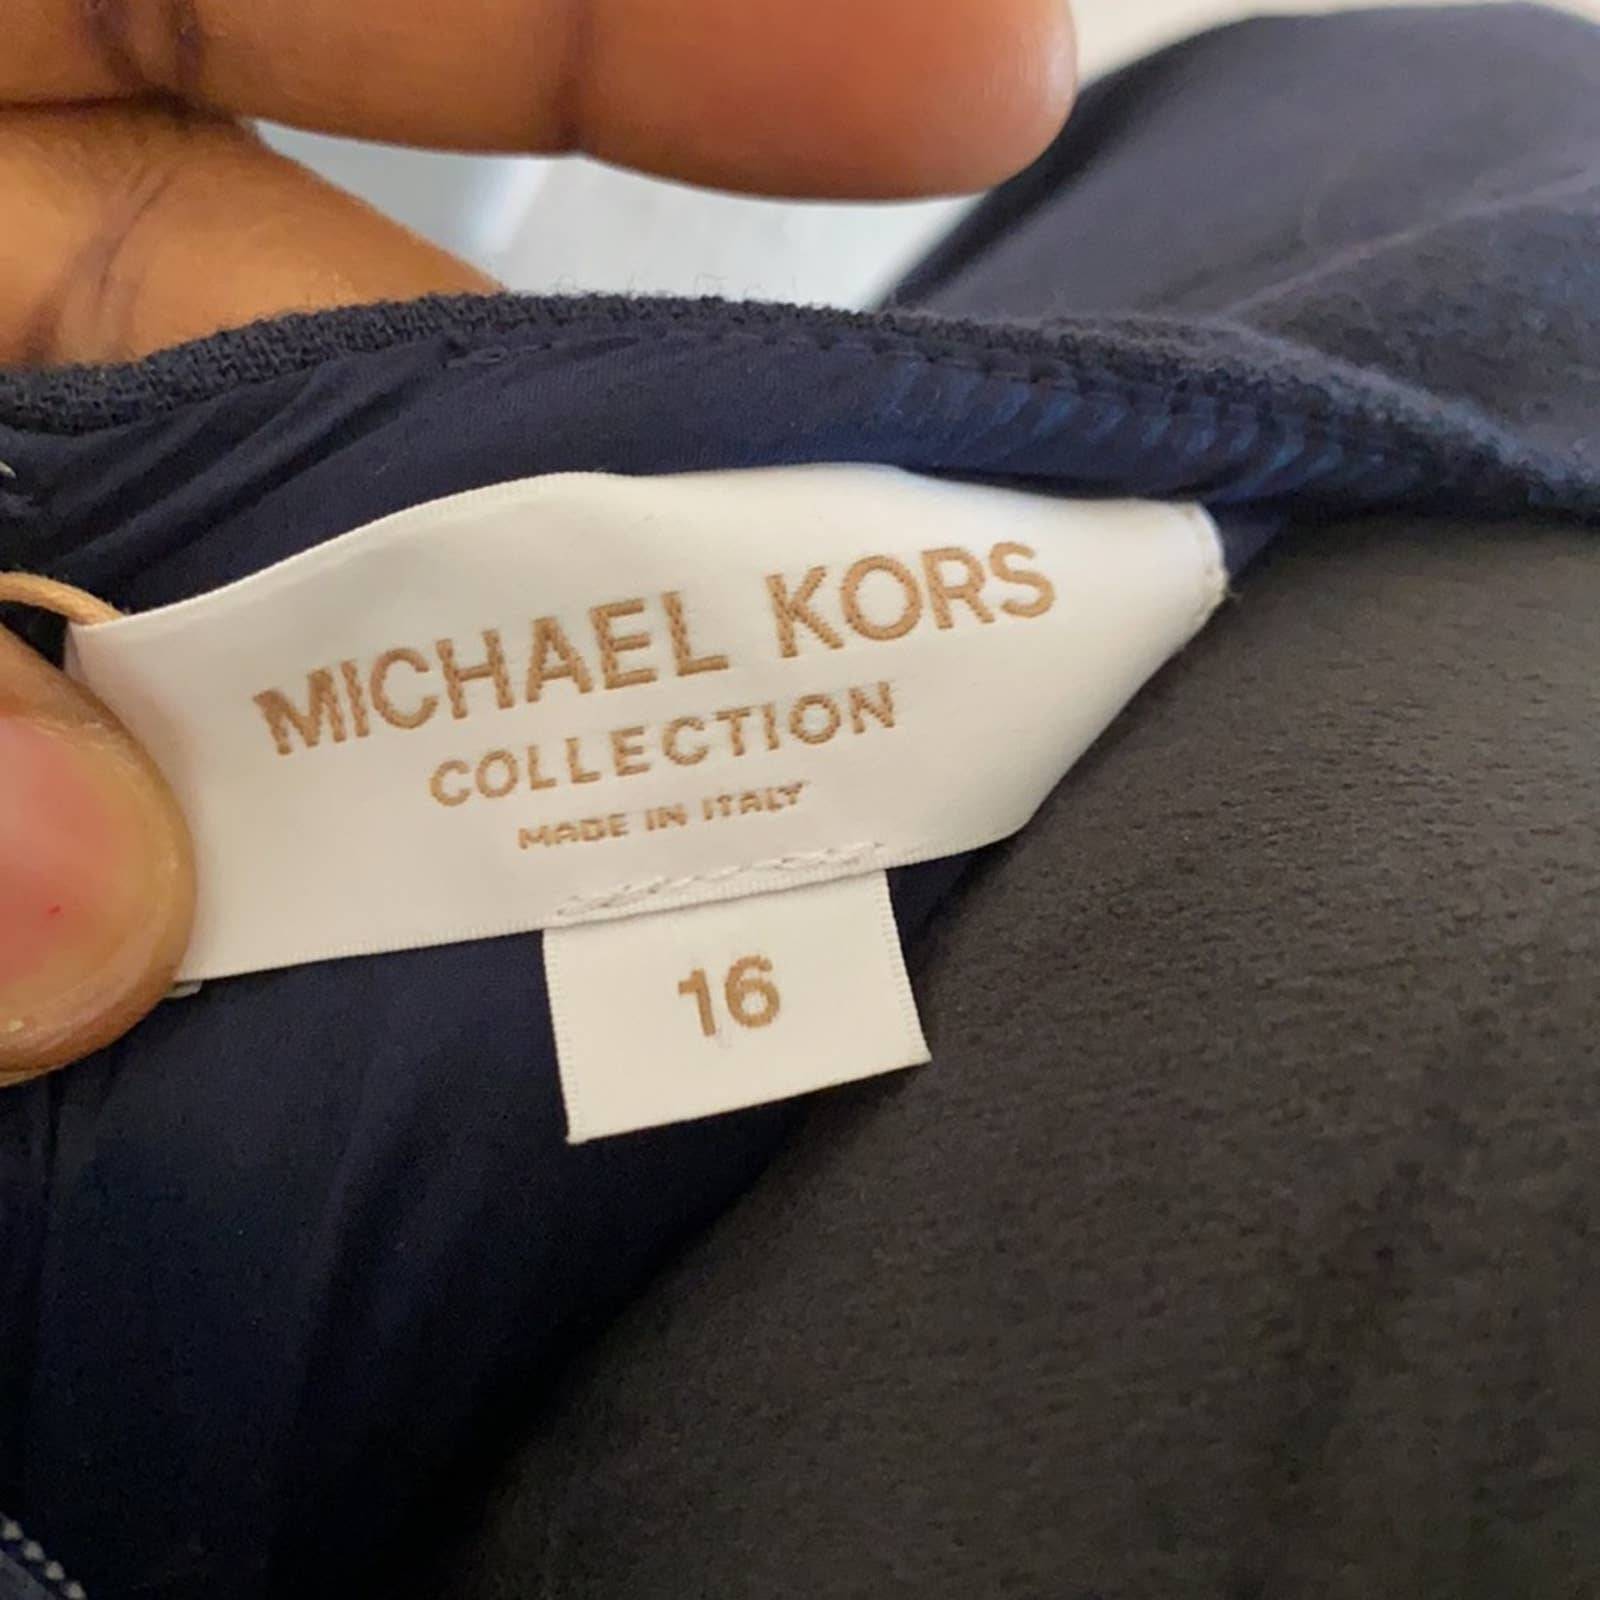 MICHAEL KORS
COLLECTION
MADE IN ITALY
16